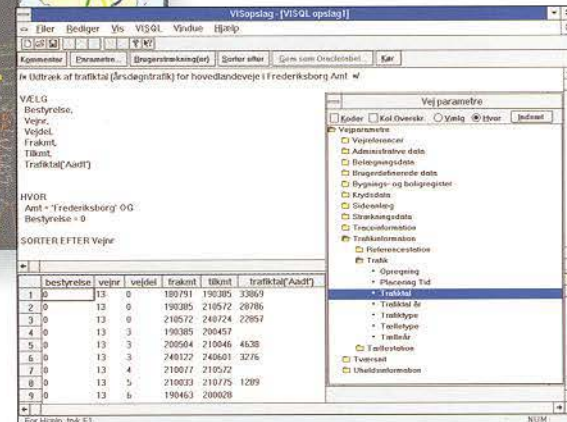 VISopslag - [VISQL opslag1]
Filer Rediger Vis VISQL Vindue Hjælp
Kommentar Parametre... Brugerstrækning(er) Sorter efter Gem som Oracletabel... Kør
/* Udtræk af trafiktal (årsdøgntrafik) for hovedlandeveje i Frederiksborg Amt */
VÆLG
Bestyrelse,
Vejnr,
Vejdel,
Frakmt,
Tilkmt,
Trafiktal('Aadt')
HVOR
Amt = 'Frederiksborg' OG
Bestyrelse = 0
SORTER EFTER Vejnr
Vej parametre
Koder Kol Overskr. Vælg Hvor Indsæt
Vejparametre
Vejreferencer
Administrative data
Belægningsdata
Brugerdefinerede data
Bygnings- og boligregister
Krydsdata
Sideanlæg
Strækningsdata
Traceinformation
Trafikinformation
Referencestation
Trafik
Opregning
Placering Tid
Trafiktal
Trafiktal år
Trafiktype
Tælletype
Tælleår
Tællestation
Tværsnit
Uheldsinformation
bestyrelse vejnr vejdel frakmt tilkmt trafiktal('Aadt')
1 0 13 0 180791 190385 33869
2 0 13 0 190385 210572 28786
3 0 13 0 210572 240724 22857
4 0 13 3 190385 200457
5 0 13 3 200504 210046 4638
6 0 13 3 240122 240601 3276
7 0 13 4 210077 210572
8 0 13 5 210033 210775 1289
9 0 13 6 190463 200028
For Hjælp, tryk F1
NUM